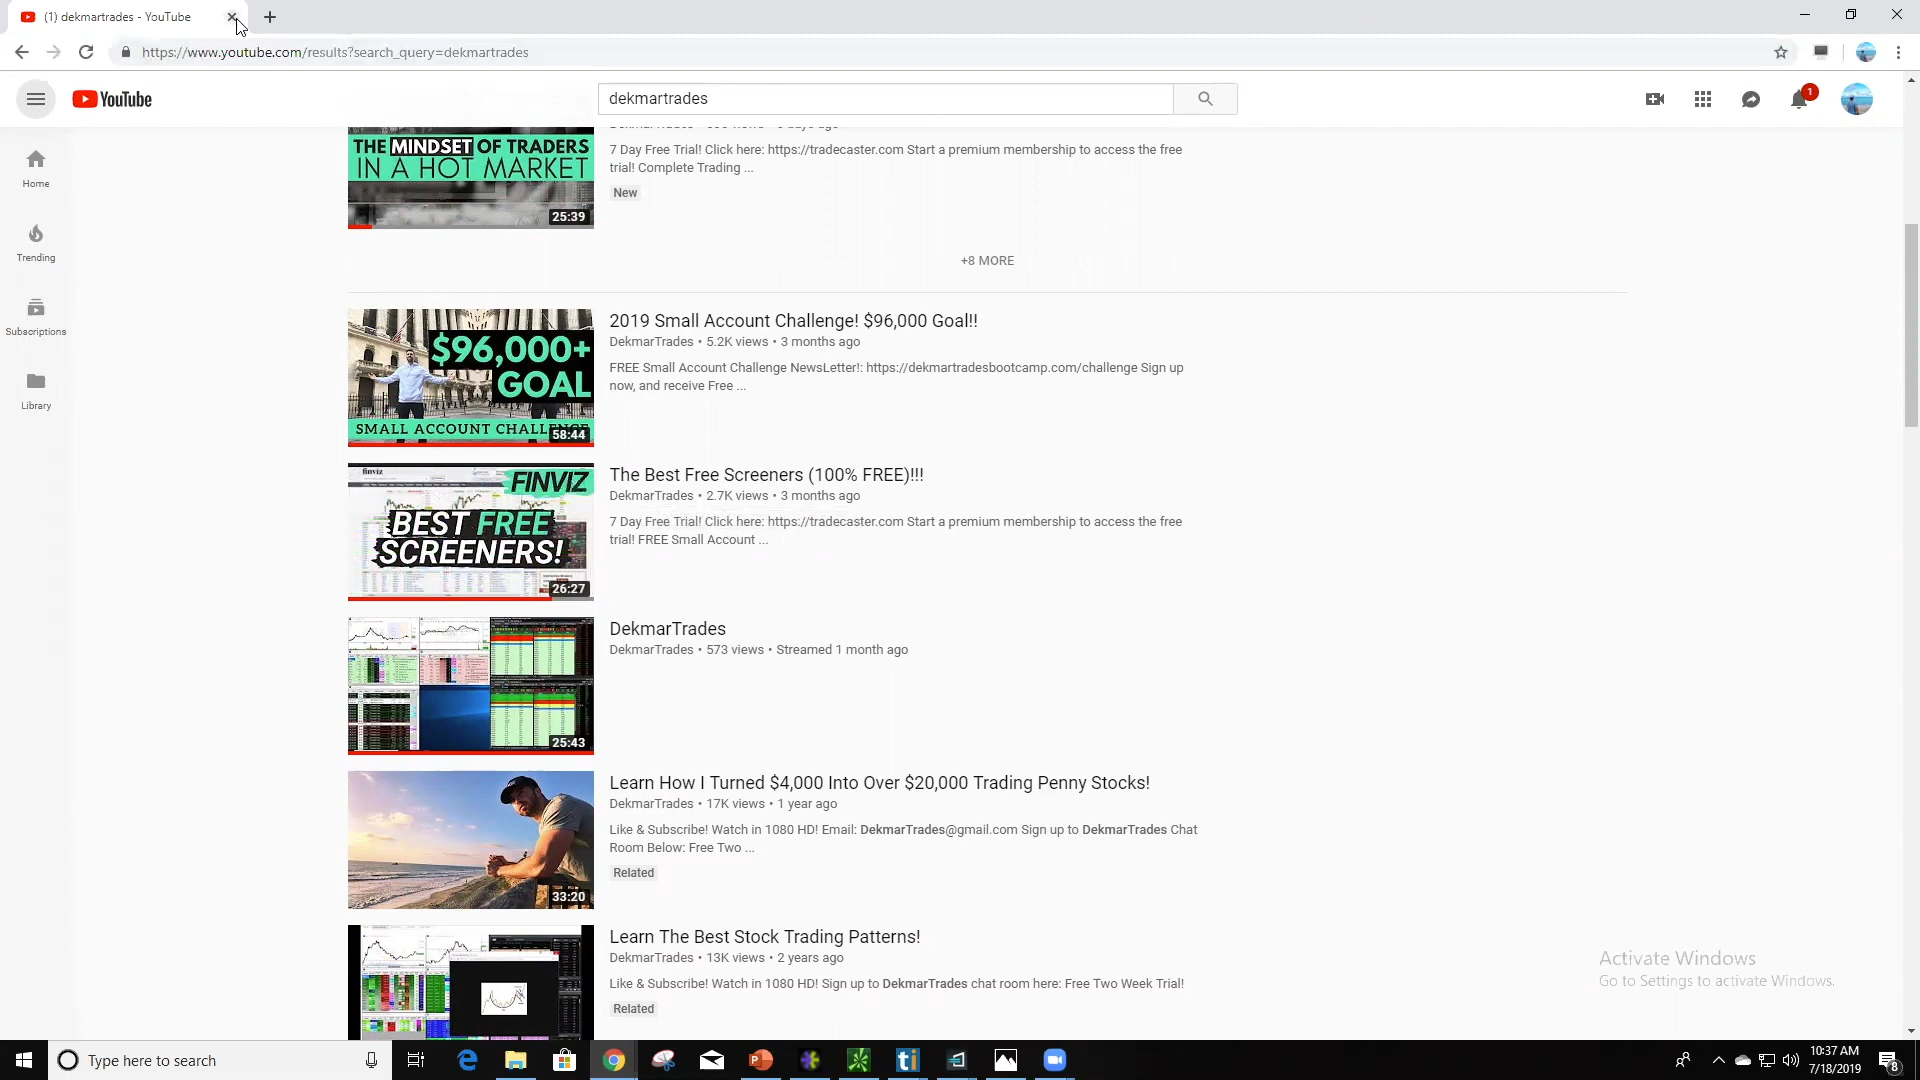 (1) dekmartrades - YouTube
https://www.youtube.com/results?search_query=dekmartrades
YouTube
dekmartrades
1
Home
Trending
Subscriptions
Library
THE MINDSET OF TRADERS
IN A HOT MARKET
25:39
7 Day Free Trial! Click here: https://tradecaster.com Start a premium membership to access the free
trial! Complete Trading ...
New
+8 MORE
$96,000+
GOAL
SMALL ACCOUNT CHALLENGE
58:44
2019 Small Account Challenge! $96,000 Goal!!
DekmarTrades • 5.2K views • 3 months ago
FREE Small Account Challenge NewsLetter!: https://dekmartradesbootcamp.com/challenge Sign up
now, and receive Free ...
finviz
FINVIZ
BEST FREE
SCREENERS!
26:27
The Best Free Screeners (100% FREE)!!!
DekmarTrades • 2.7K views • 3 months ago
7 Day Free Trial! Click here: https://tradecaster.com Start a premium membership to access the free
trial! FREE Small Account ...
25:43
DekmarTrades
DekmarTrades • 573 views • Streamed 1 month ago
33:20
Learn How I Turned $4,000 Into Over $20,000 Trading Penny Stocks!
DekmarTrades • 17K views • 1 year ago
Like & Subscribe! Watch in 1080 HD! Email: DekmarTrades@gmail.com Sign up to DekmarTrades Chat
Room Below: Free Two ...
Related
Learn The Best Stock Trading Patterns!
DekmarTrades • 13K views • 2 years ago
Like & Subscribe! Watch in 1080 HD! Sign up to DekmarTrades chat room here: Free Two Week Trial!
Related
Activate Windows
Go to Settings to activate Windows.
Type here to search
10:37 AM
7/18/2019
8